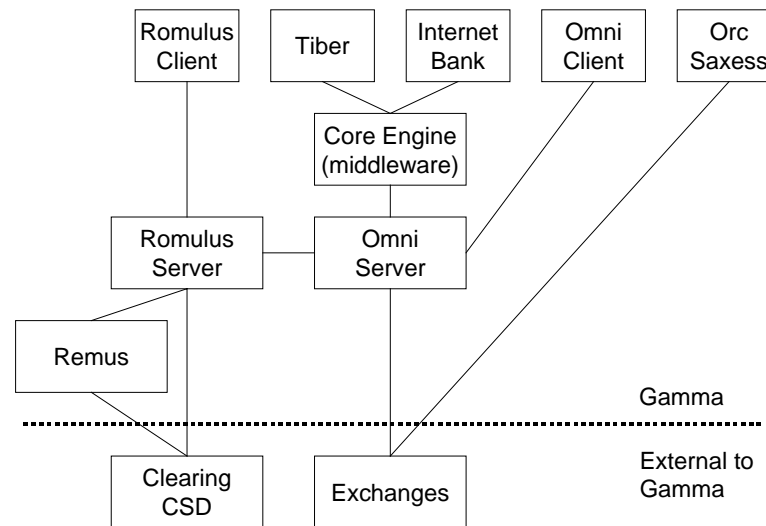 Romulus
Client
Tiber
Internet
Bank
Omni
Client
Orc
Saxess
Core Engine
(middleware)
Romulus
Server
Omni
Server
Remus
Gamma
Clearing
CSD
Exchanges
External to
Gamma